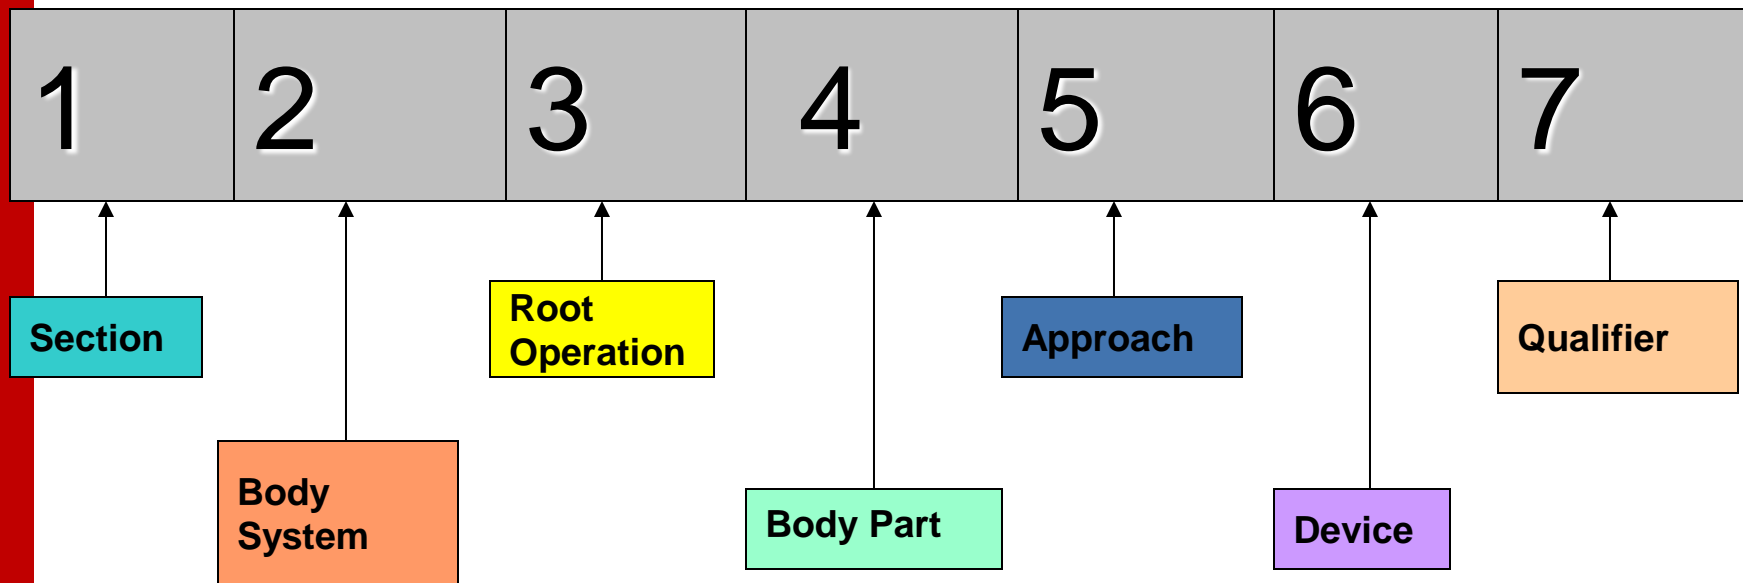 1 2 3 4 5 6 7
Section
Body
System
Root
Operation
Body Part
Approach
Device
Qualifier